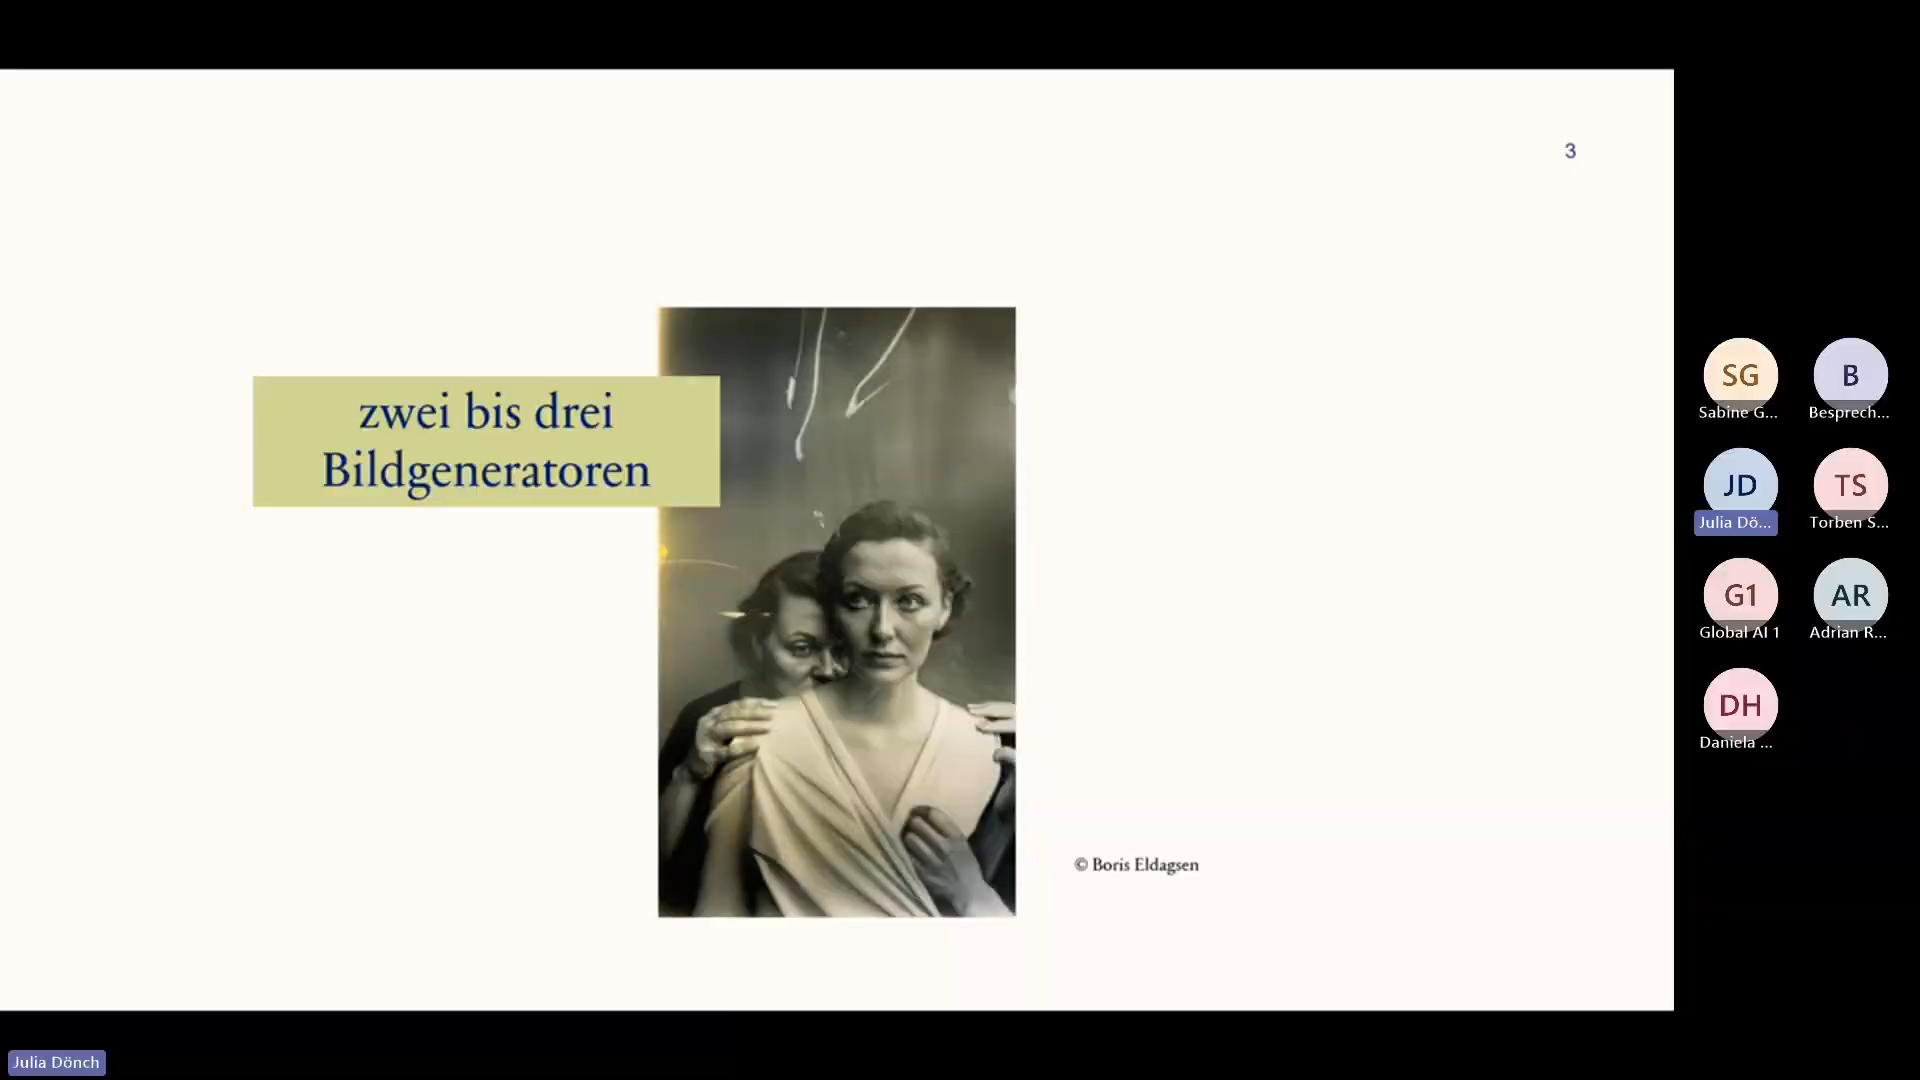 3
zwei bis drei
Bildgeneratoren
© Boris Eldagsen
SG
Sabine G...
B
Besprech...
JD
Julia Dö...
TS
Torben S...
G1
Global AI 1
AR
Adrian R...
DH
Daniela ...
Julia Dönch